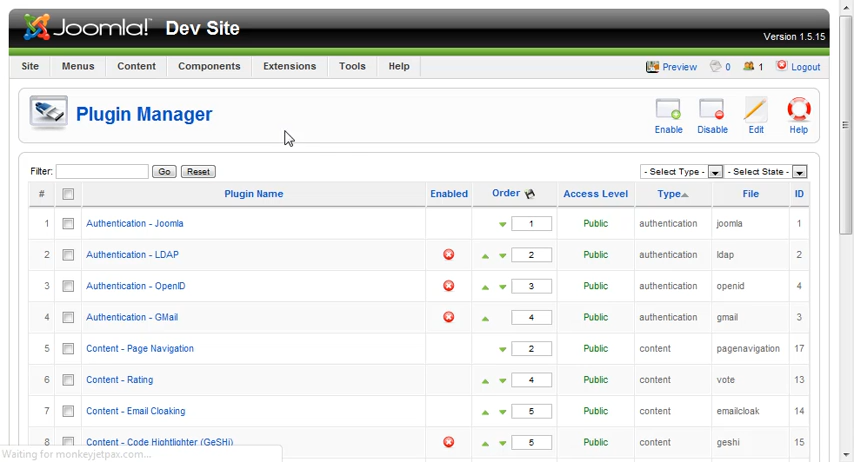 Joomla! Dev Site
Version 1.5.15
Site Menus Content Components Extensions Tools Help Preview 0 1 Logout
Plugin Manager
Enable Disable Edit Help
Filter: Go Reset - Select Type - - Select State -
# Plugin Name Enabled Order Access Level Type File ID
1 Authentication - Joomla 1 Public authentication joomla 1
2 Authentication - LDAP 2 Public authentication ldap 2
3 Authentication - OpenID 3 Public authentication openid 4
4 Authentication - GMail 4 Public authentication gmail 3
5 Content - Page Navigation 2 Public content pagenavigation 17
6 Content - Rating 4 Public content vote 13
7 Content - Email Cloaking 5 Public content emailcloak 14
8 Content - Code Hightlighter (GeSHi) 5 Public content geshi 15
Waiting for monkeyjetpax.com...